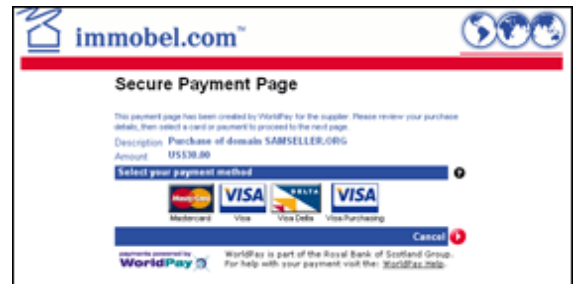 immobel.com™
Secure Payment Page
This payment page has been created by WorldPay for the supplier. Please review your purchase
details, then select a card or payment to proceed to the next page.
Description Purchase of domain SAMSELLER.ORG
Amount US$30.00
Select your payment method ?
MasterCard VISA DELTA VISA
Mastercard Visa Visa Delta Visa Purchasing
Cancel
payments powered by
WorldPay
WorldPay is part of the Royal Bank of Scotland Group.
For help with your payment visit the: WorldPay Help.